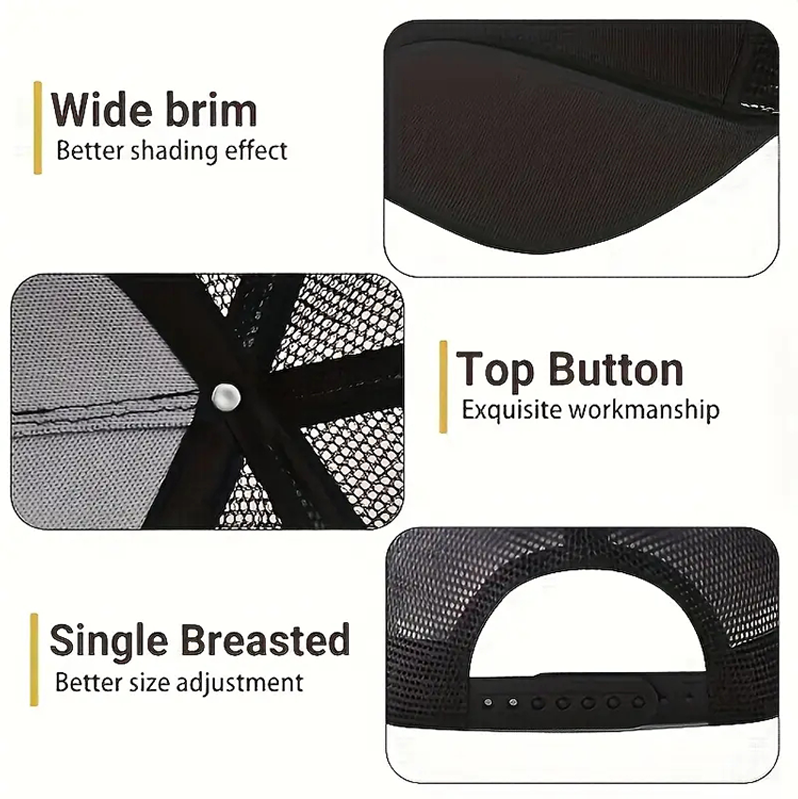 Wide brim
Better shading effect
Top Button
Exquisite workmanship
Single Breasted
Better size adjustment